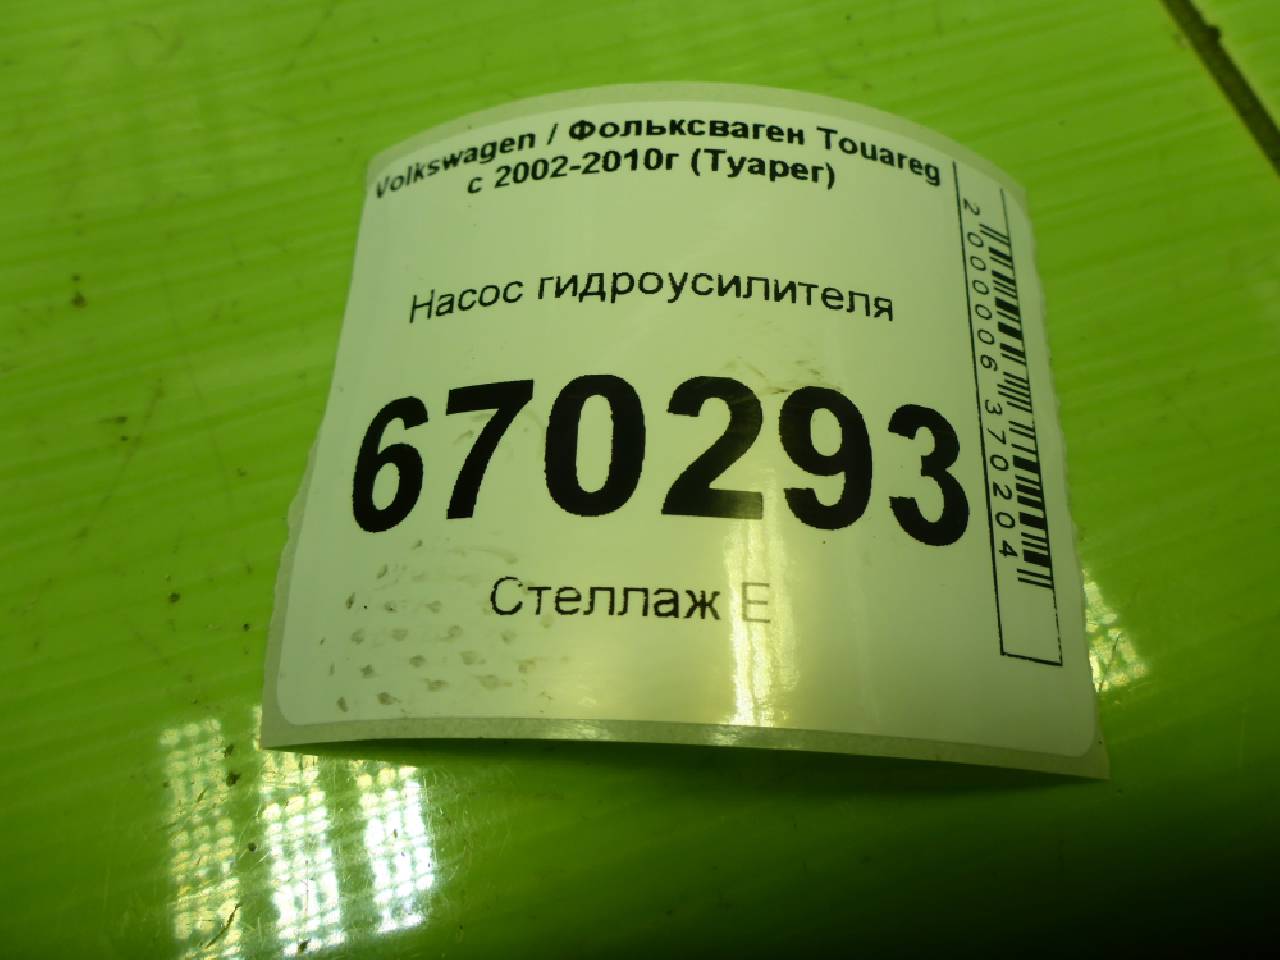 Volkswagen / Фольксваген Touareg
с 2002-2010г (Туарег)
Насос гидроусилителя
670293
Стеллаж Е
2000006370204